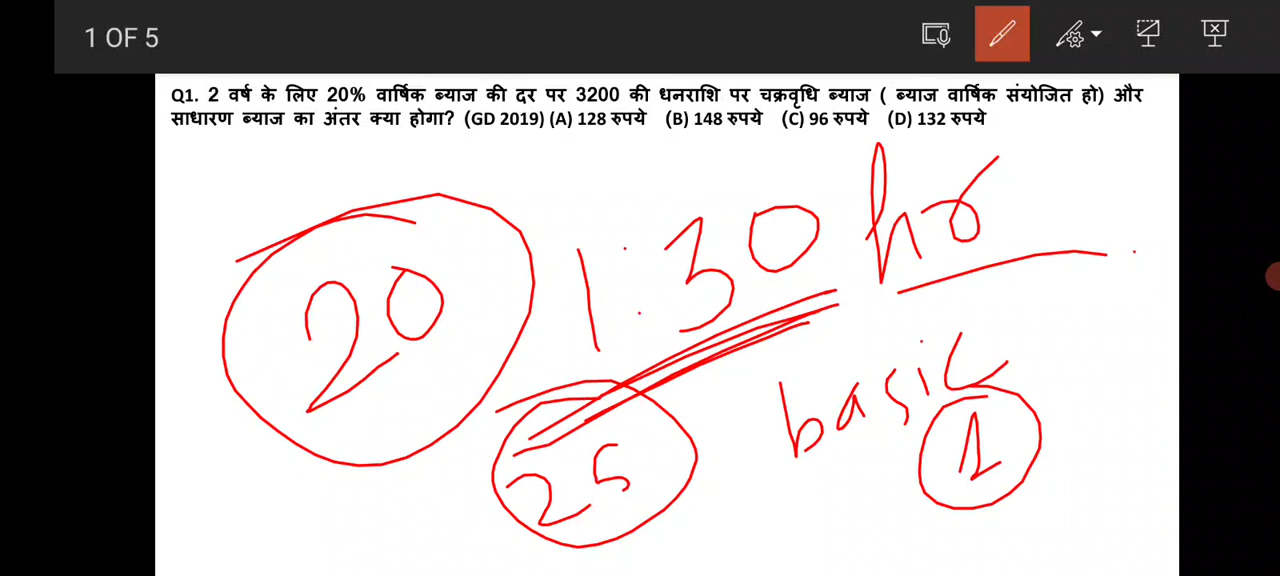 1 OF 5
Q1. 2 वर्ष के लिए 20% वार्षिक ब्याज की दर पर 3200 की धनराशि पर चक्रवृधि ब्याज ( ब्याज वार्षिक संयोजित हो) और
साधारण ब्याज का अंतर क्या होगा? (GD 2019) (A) 128 रुपये (B) 148 रुपये (C) 96 रुपये (D) 132 रुपये
20 1:30 hr
basic
25 1